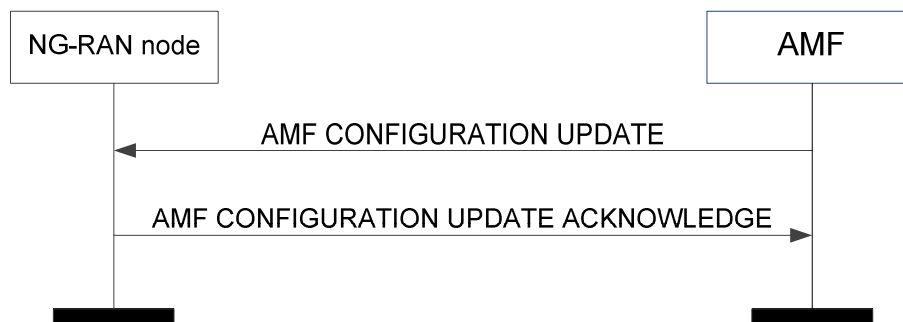 NG-RAN node
AMF
AMF CONFIGURATION UPDATE
AMF CONFIGURATION UPDATE ACKNOWLEDGE